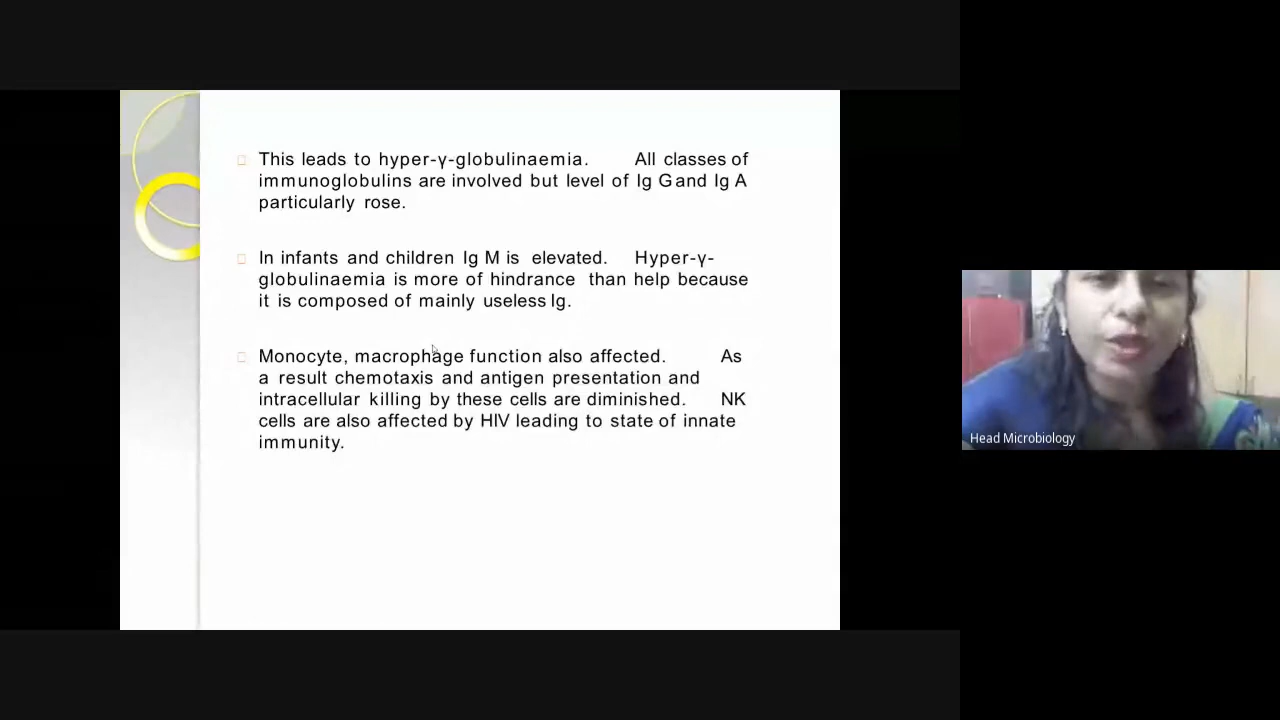 This leads to hyper-γ-globulinaemia. All classes of
immunoglobulins are involved but level of Ig G and Ig A
particularly rose.
In infants and children Ig M is elevated. Hyper-γ-
globulinaemia is more of hindrance than help because
it is composed of mainly useless Ig.
Monocyte, macrophage function also affected. As
a result chemotaxis and antigen presentation and
intracellular killing by these cells are diminished. NK
cells are also affected by HIV leading to state of innate
immunity.
Head Microbiology